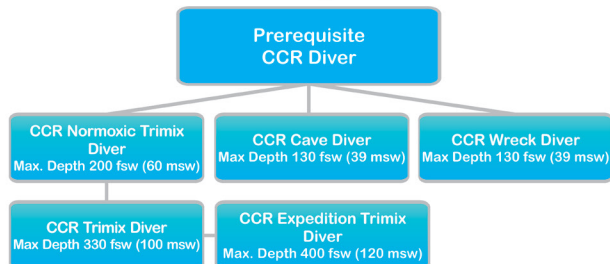 Prerequisite
CCR Diver
CCR Normoxic Trimix
Diver
Max. Depth 200 fsw (60 msw)
CCR Cave Diver
Max Depth 130 fsw (39 msw)
CCR Wreck Diver
Max Depth 130 fsw (39 msw)
CCR Trimix Diver
Max Depth 330 fsw (100 msw)
CCR Expedition Trimix
Diver
Max. Depth 400 fsw (120 msw)